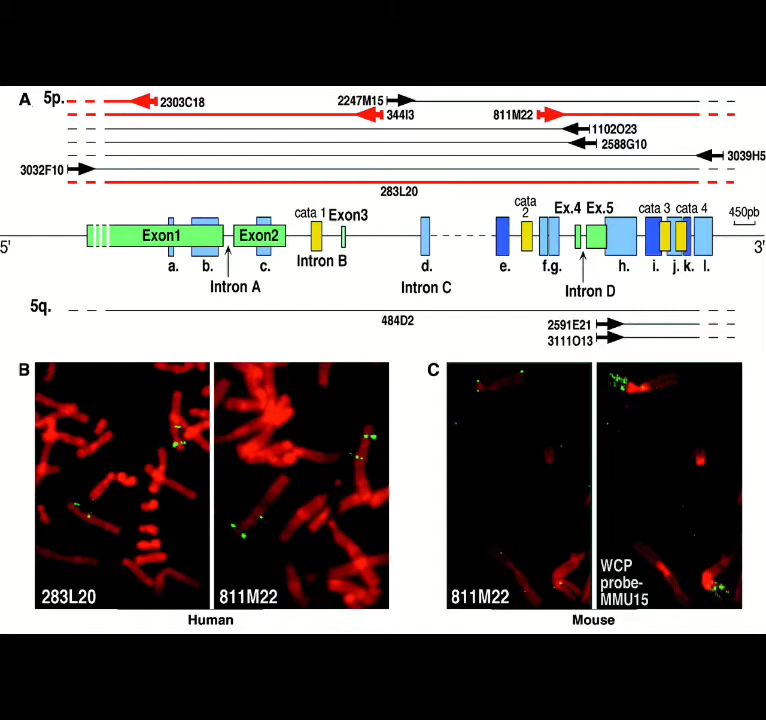 A 5p.
2303C18
2247M15
344I3
811M22
1102O23
2588G10
3039H5
3032F10
283L20
cata 1 Exon3 cata 2 Ex.4 Ex.5 cata 3 cata 4 450pb
5' Exon1 Exon2 3'
a. b. c. Intron B d. e. f.g. h. i. j. k. l.
Intron A Intron C Intron D
5q.
484D2
2591E21
3111O13
B C
283L20 811M22 811M22 WCP probe- MMU15
Human Mouse